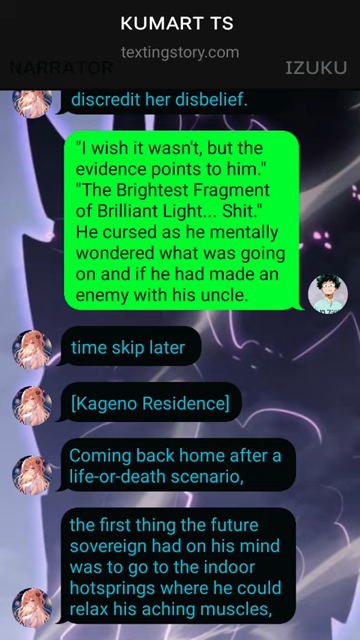 KUMART TS
textingstory.com
NARRATOR
IZUKU
discredit her disbelief.
"I wish it wasn't, but the
evidence points to him."
"The Brightest Fragment
of Brilliant Light... Shit."
He cursed as he mentally
wondered what was going
on and if he had made an
enemy with his uncle.
time skip later
[Kageno Residence]
Coming back home after a
life-or-death scenario,
the first thing the future
sovereign had on his mind
was to go to the indoor
hotsprings where he could
relax his aching muscles,